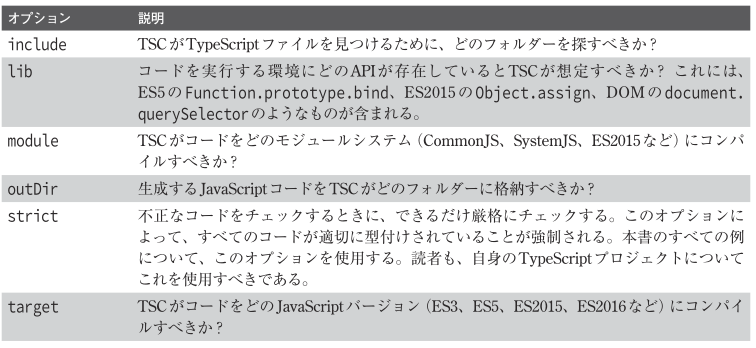 オプション 説明
include TSCがTypeScriptファイルを見つけるために、どのフォルダーを探すべきか？
lib コードを実行する環境にどのAPIが存在しているとTSCが想定すべきか？ これには、
ES5のFunction.prototype.bind、ES2015のObject.assign、DOMのdocument.
querySelectorのようなものが含まれる。
module TSCがコードをどのモジュールシステム（CommonJS、SystemJS、ES2015など）にコンパ
イルすべきか？
outDir 生成するJavaScriptコードをTSCがどのフォルダーに格納すべきか？
strict 不正なコードをチェックするときに、できるだけ厳格にチェックする。このオプションに
よって、すべてのコードが適切に型付けされていることが強制される。本書のすべての例
について、このオプションを使用する。読者も、自身のTypeScriptプロジェクトについて
これを使用すべきである。
target TSCがコードをどのJavaScriptバージョン（ES3、ES5、ES2015、ES2016など）にコンパイ
ルすべきか？